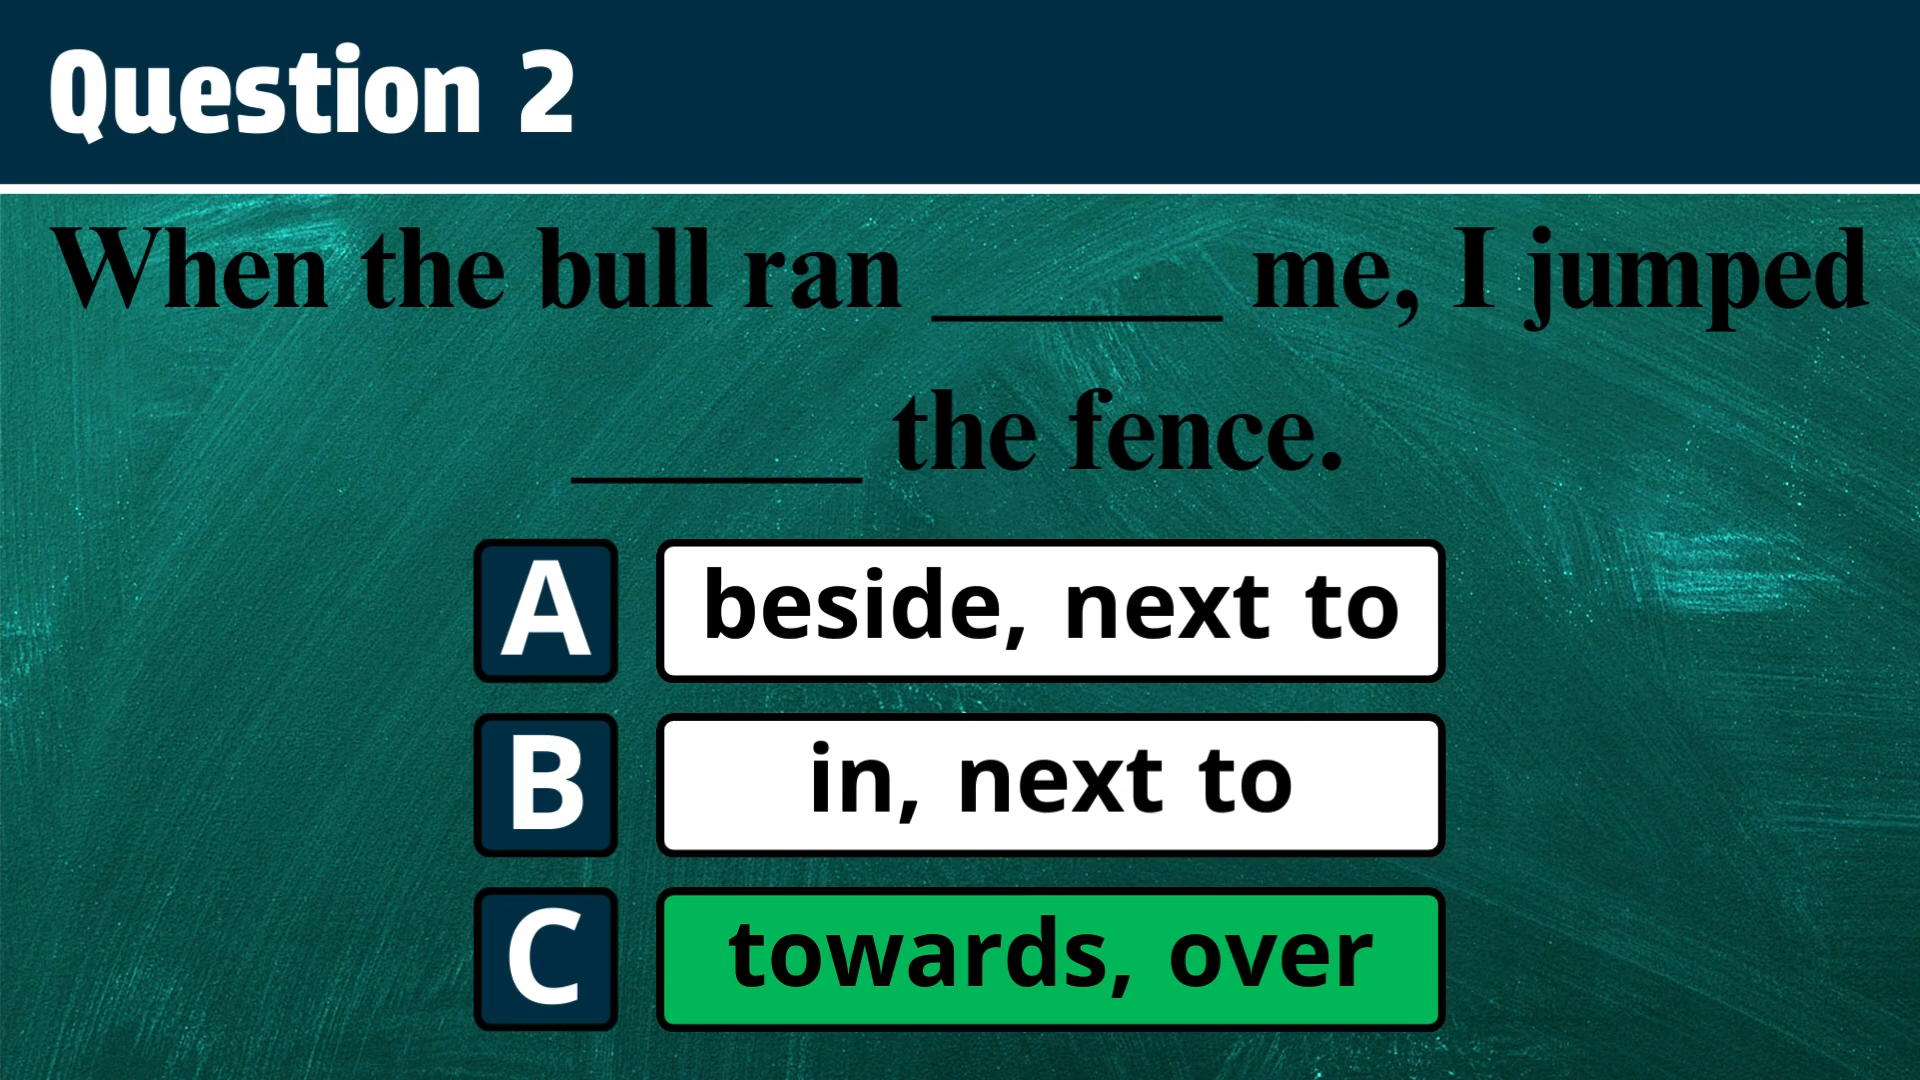 Question 2
When the bull ran ______ me, I jumped
______ the fence.
A beside, next to
B in, next to
C towards, over